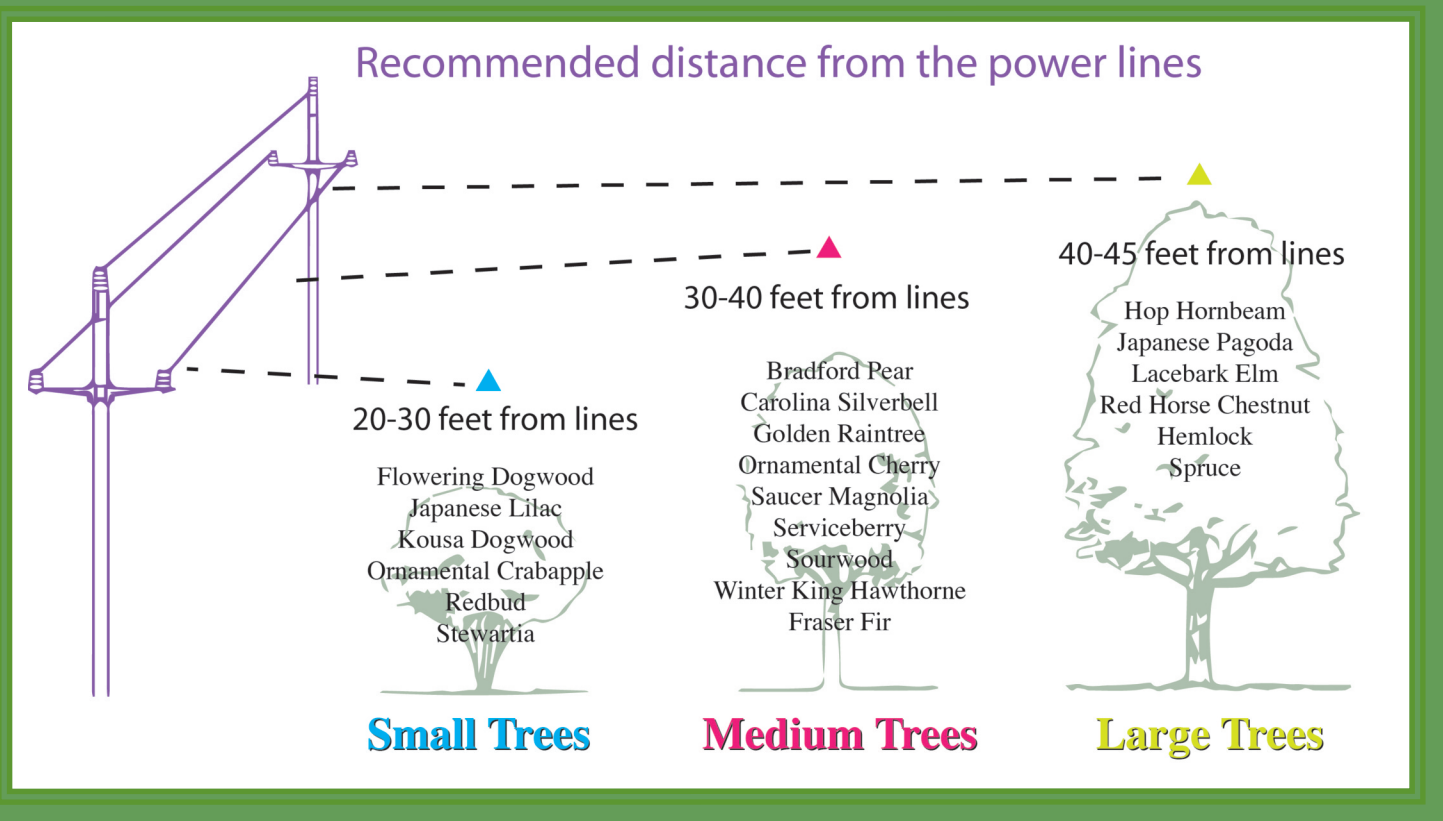 Recommended distance from the power lines
20-30 feet from lines
Flowering Dogwood
Japanese Lilac
Kousa Dogwood
Ornamental Crabapple
Redbud
Stewartia
Small Trees
30-40 feet from lines
Bradford Pear
Carolina Silverbell
Golden Raintree
Ornamental Cherry
Saucer Magnolia
Serviceberry
Sourwood
Winter King Hawthorne
Fraser Fir
Medium Trees
40-45 feet from lines
Hop Hornbeam
Japanese Pagoda
Lacebark Elm
Red Horse Chestnut
Hemlock
Spruce
Large Trees